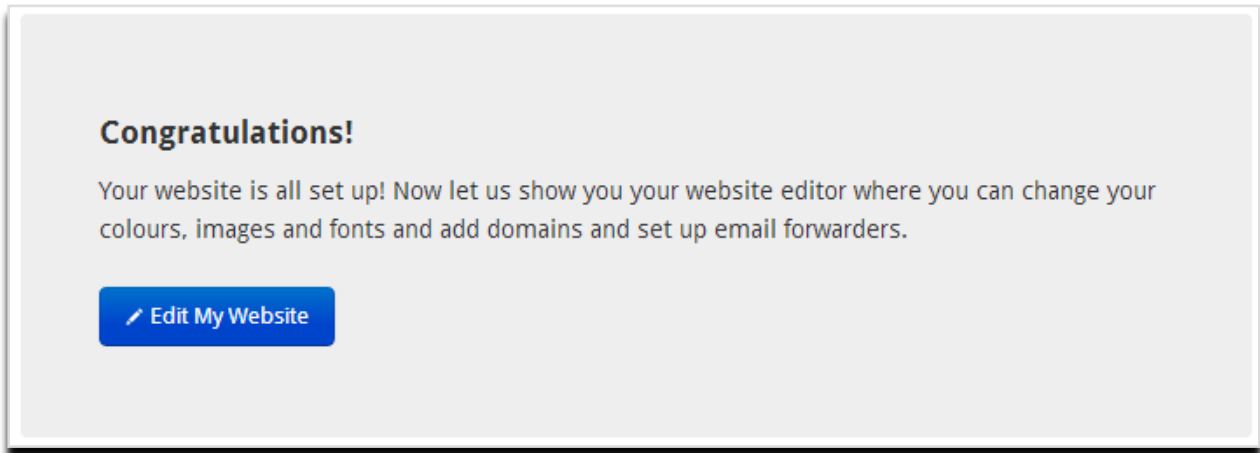 Congratulations!
Your website is all set up! Now let us show you your website editor where you can change your
colours, images and fonts and add domains and set up email forwarders.
Edit My Website